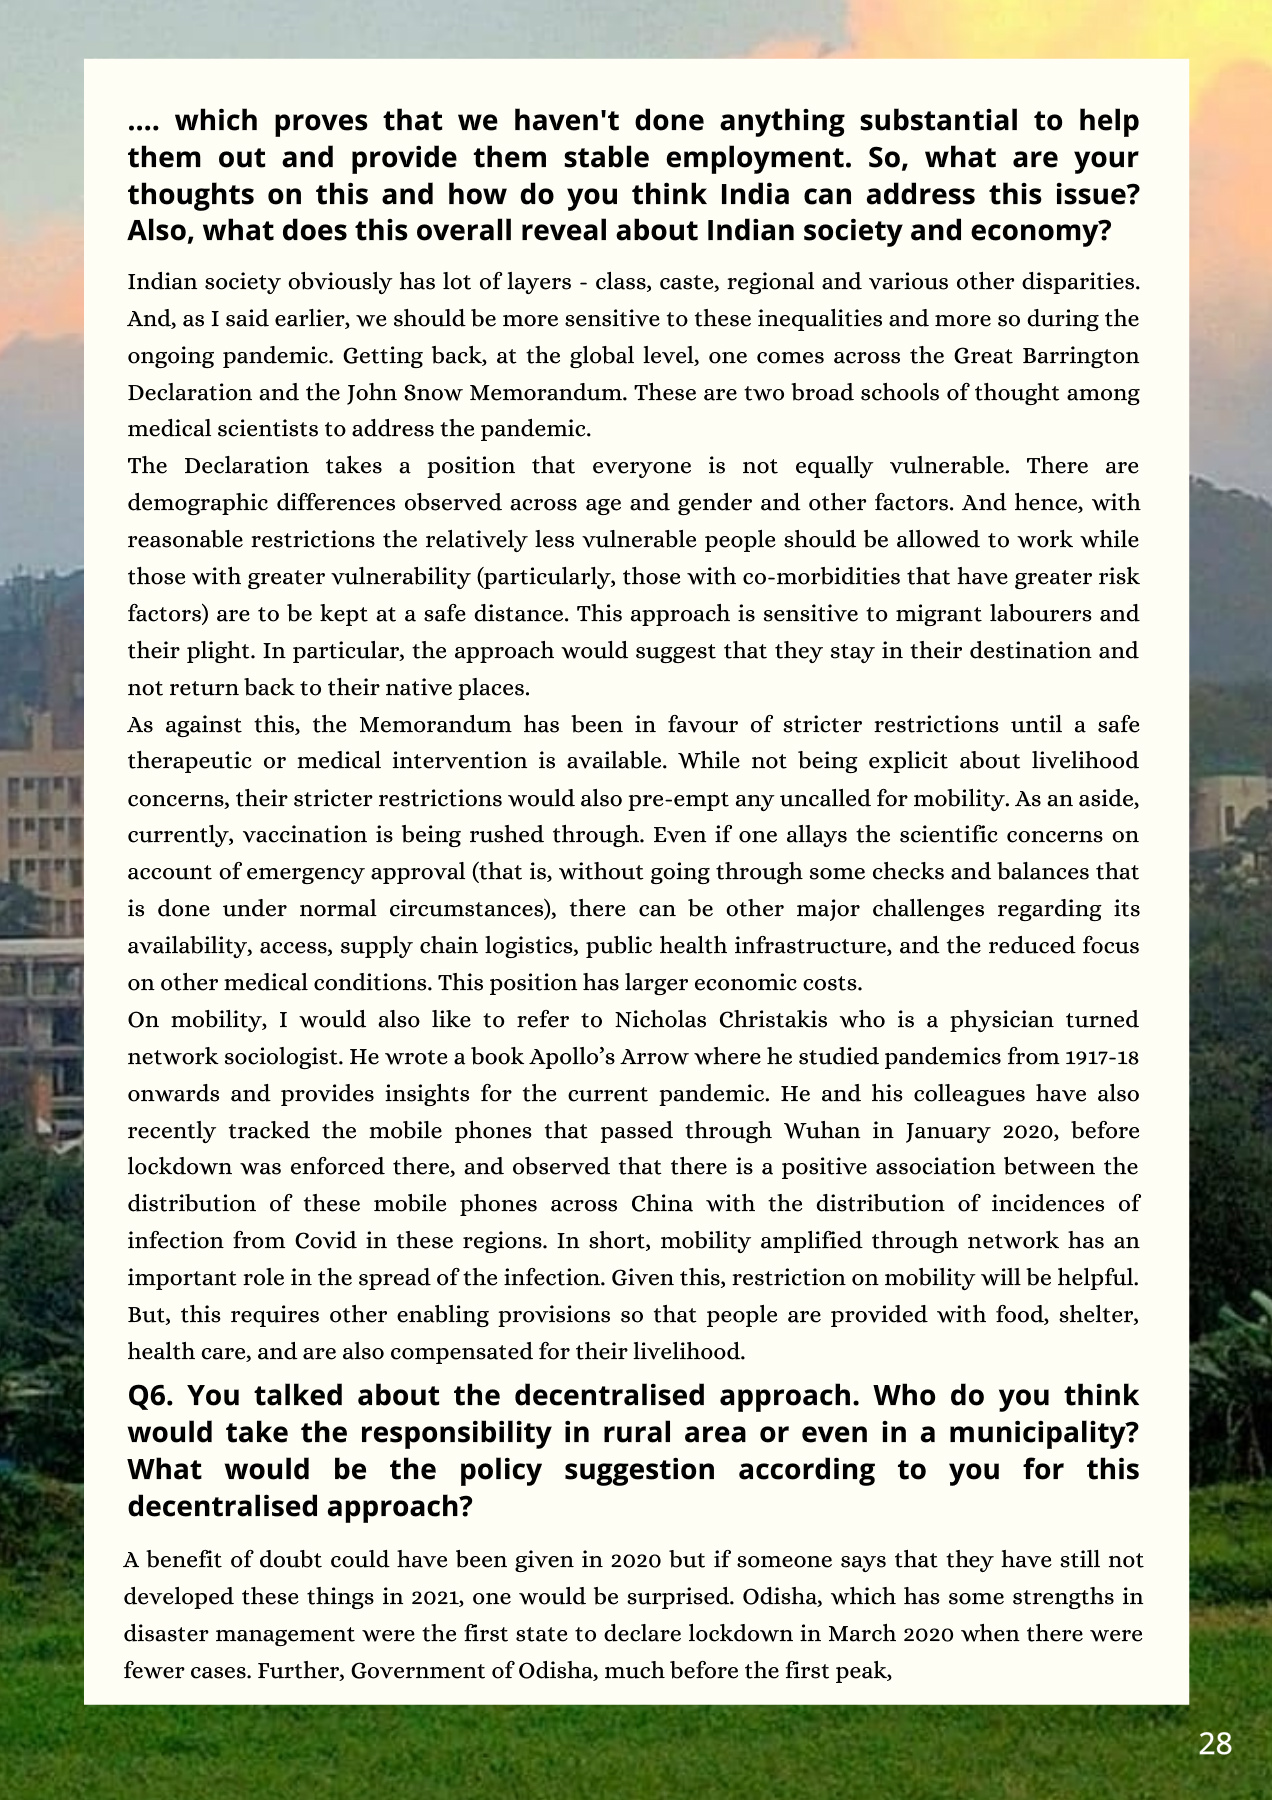 .... which proves that we haven't done anything substantial to help
them out and provide them stable employment. So, what are your
thoughts on this and how do you think India can address this issue?
Also, what does this overall reveal about Indian society and economy?
Indian society obviously has lot of layers - class, caste, regional and various other disparities.
And, as I said earlier, we should be more sensitive to these inequalities and more so during the
ongoing pandemic. Getting back, at the global level, one comes across the Great Barrington
Declaration and the John Snow Memorandum. These are two broad schools of thought among
medical scientists to address the pandemic.
The Declaration takes a position that everyone is not equally vulnerable. There are
demographic differences observed across age and gender and other factors. And hence, with
reasonable restrictions the relatively less vulnerable people should be allowed to work while
those with greater vulnerability (particularly, those with co-morbidities that have greater risk
factors) are to be kept at a safe distance. This approach is sensitive to migrant labourers and
their plight. In particular, the approach would suggest that they stay in their destination and
not return back to their native places.
As against this, the Memorandum has been in favour of stricter restrictions until a safe
therapeutic or medical intervention is available. While not being explicit about livelihood
concerns, their stricter restrictions would also pre-empt any uncalled for mobility. As an aside,
currently, vaccination is being rushed through. Even if one allays the scientific concerns on
account of emergency approval (that is, without going through some checks and balances that
is done under normal circumstances), there can be other major challenges regarding its
availability, access, supply chain logistics, public health infrastructure, and the reduced focus
on other medical conditions. This position has larger economic costs.
On mobility, I would also like to refer to Nicholas Christakis who is a physician turned
network sociologist. He wrote a book Apollo’s Arrow where he studied pandemics from 1917-18
onwards and provides insights for the current pandemic. He and his colleagues have also
recently tracked the mobile phones that passed through Wuhan in January 2020, before
lockdown was enforced there, and observed that there is a positive association between the
distribution of these mobile phones across China with the distribution of incidences of
infection from Covid in these regions. In short, mobility amplified through network has an
important role in the spread of the infection. Given this, restriction on mobility will be helpful.
But, this requires other enabling provisions so that people are provided with food, shelter,
health care, and are also compensated for their livelihood.
Q6. You talked about the decentralised approach. Who do you think
would take the responsibility in rural area or even in a municipality?
What would be the policy suggestion according to you for this
decentralised approach?
A benefit of doubt could have been given in 2020 but if someone says that they have still not
developed these things in 2021, one would be surprised. Odisha, which has some strengths in
disaster management were the first state to declare lockdown in March 2020 when there were
fewer cases. Further, Government of Odisha, much before the first peak,
28